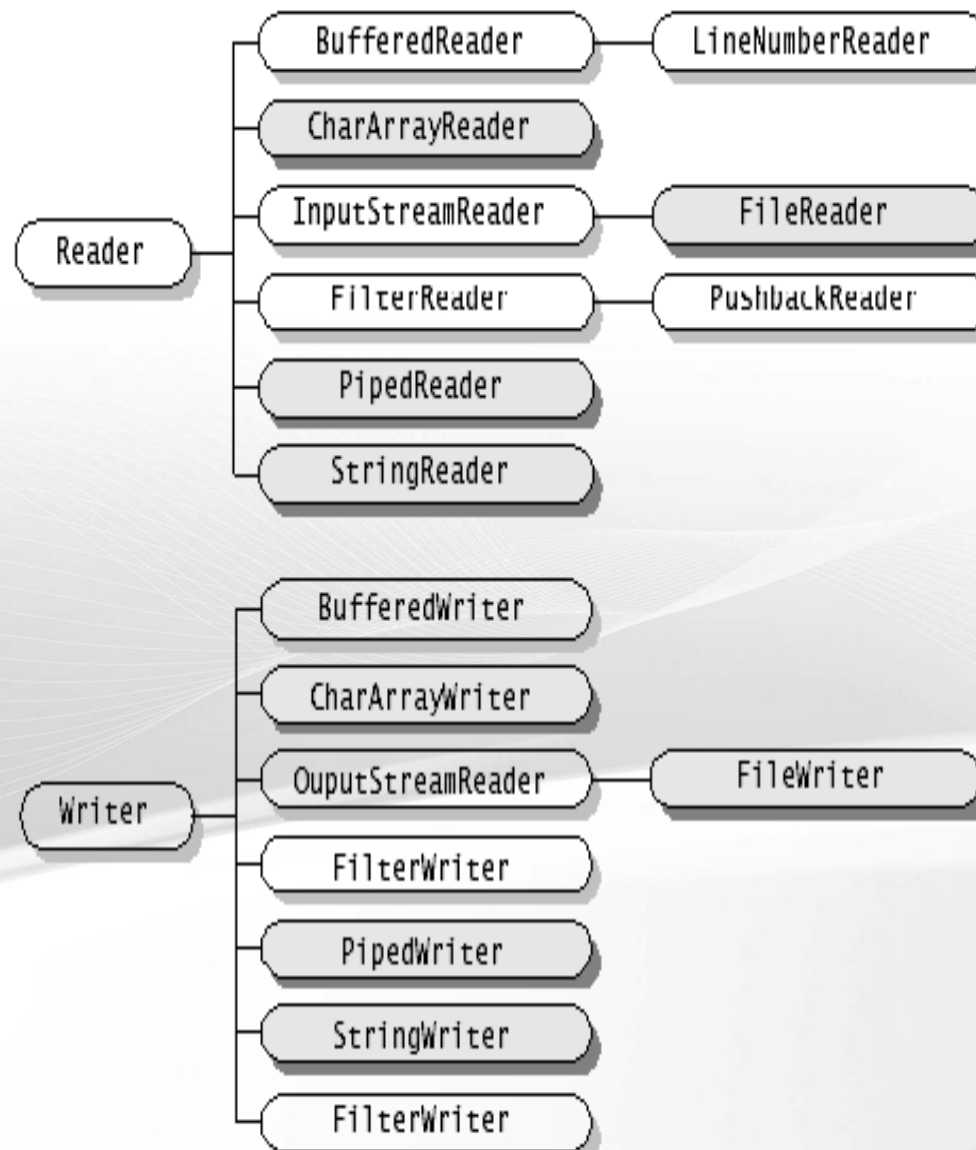 BufferedReader
LineNumberReader
CharArrayReader
InputStreamReader
FileReader
Reader
FilterReader
PushbackReader
PipedReader
StringReader
BufferedWriter
CharArrayWriter
OuputStreamReader
FileWriter
Writer
FilterWriter
PipedWriter
StringWriter
FilterWriter